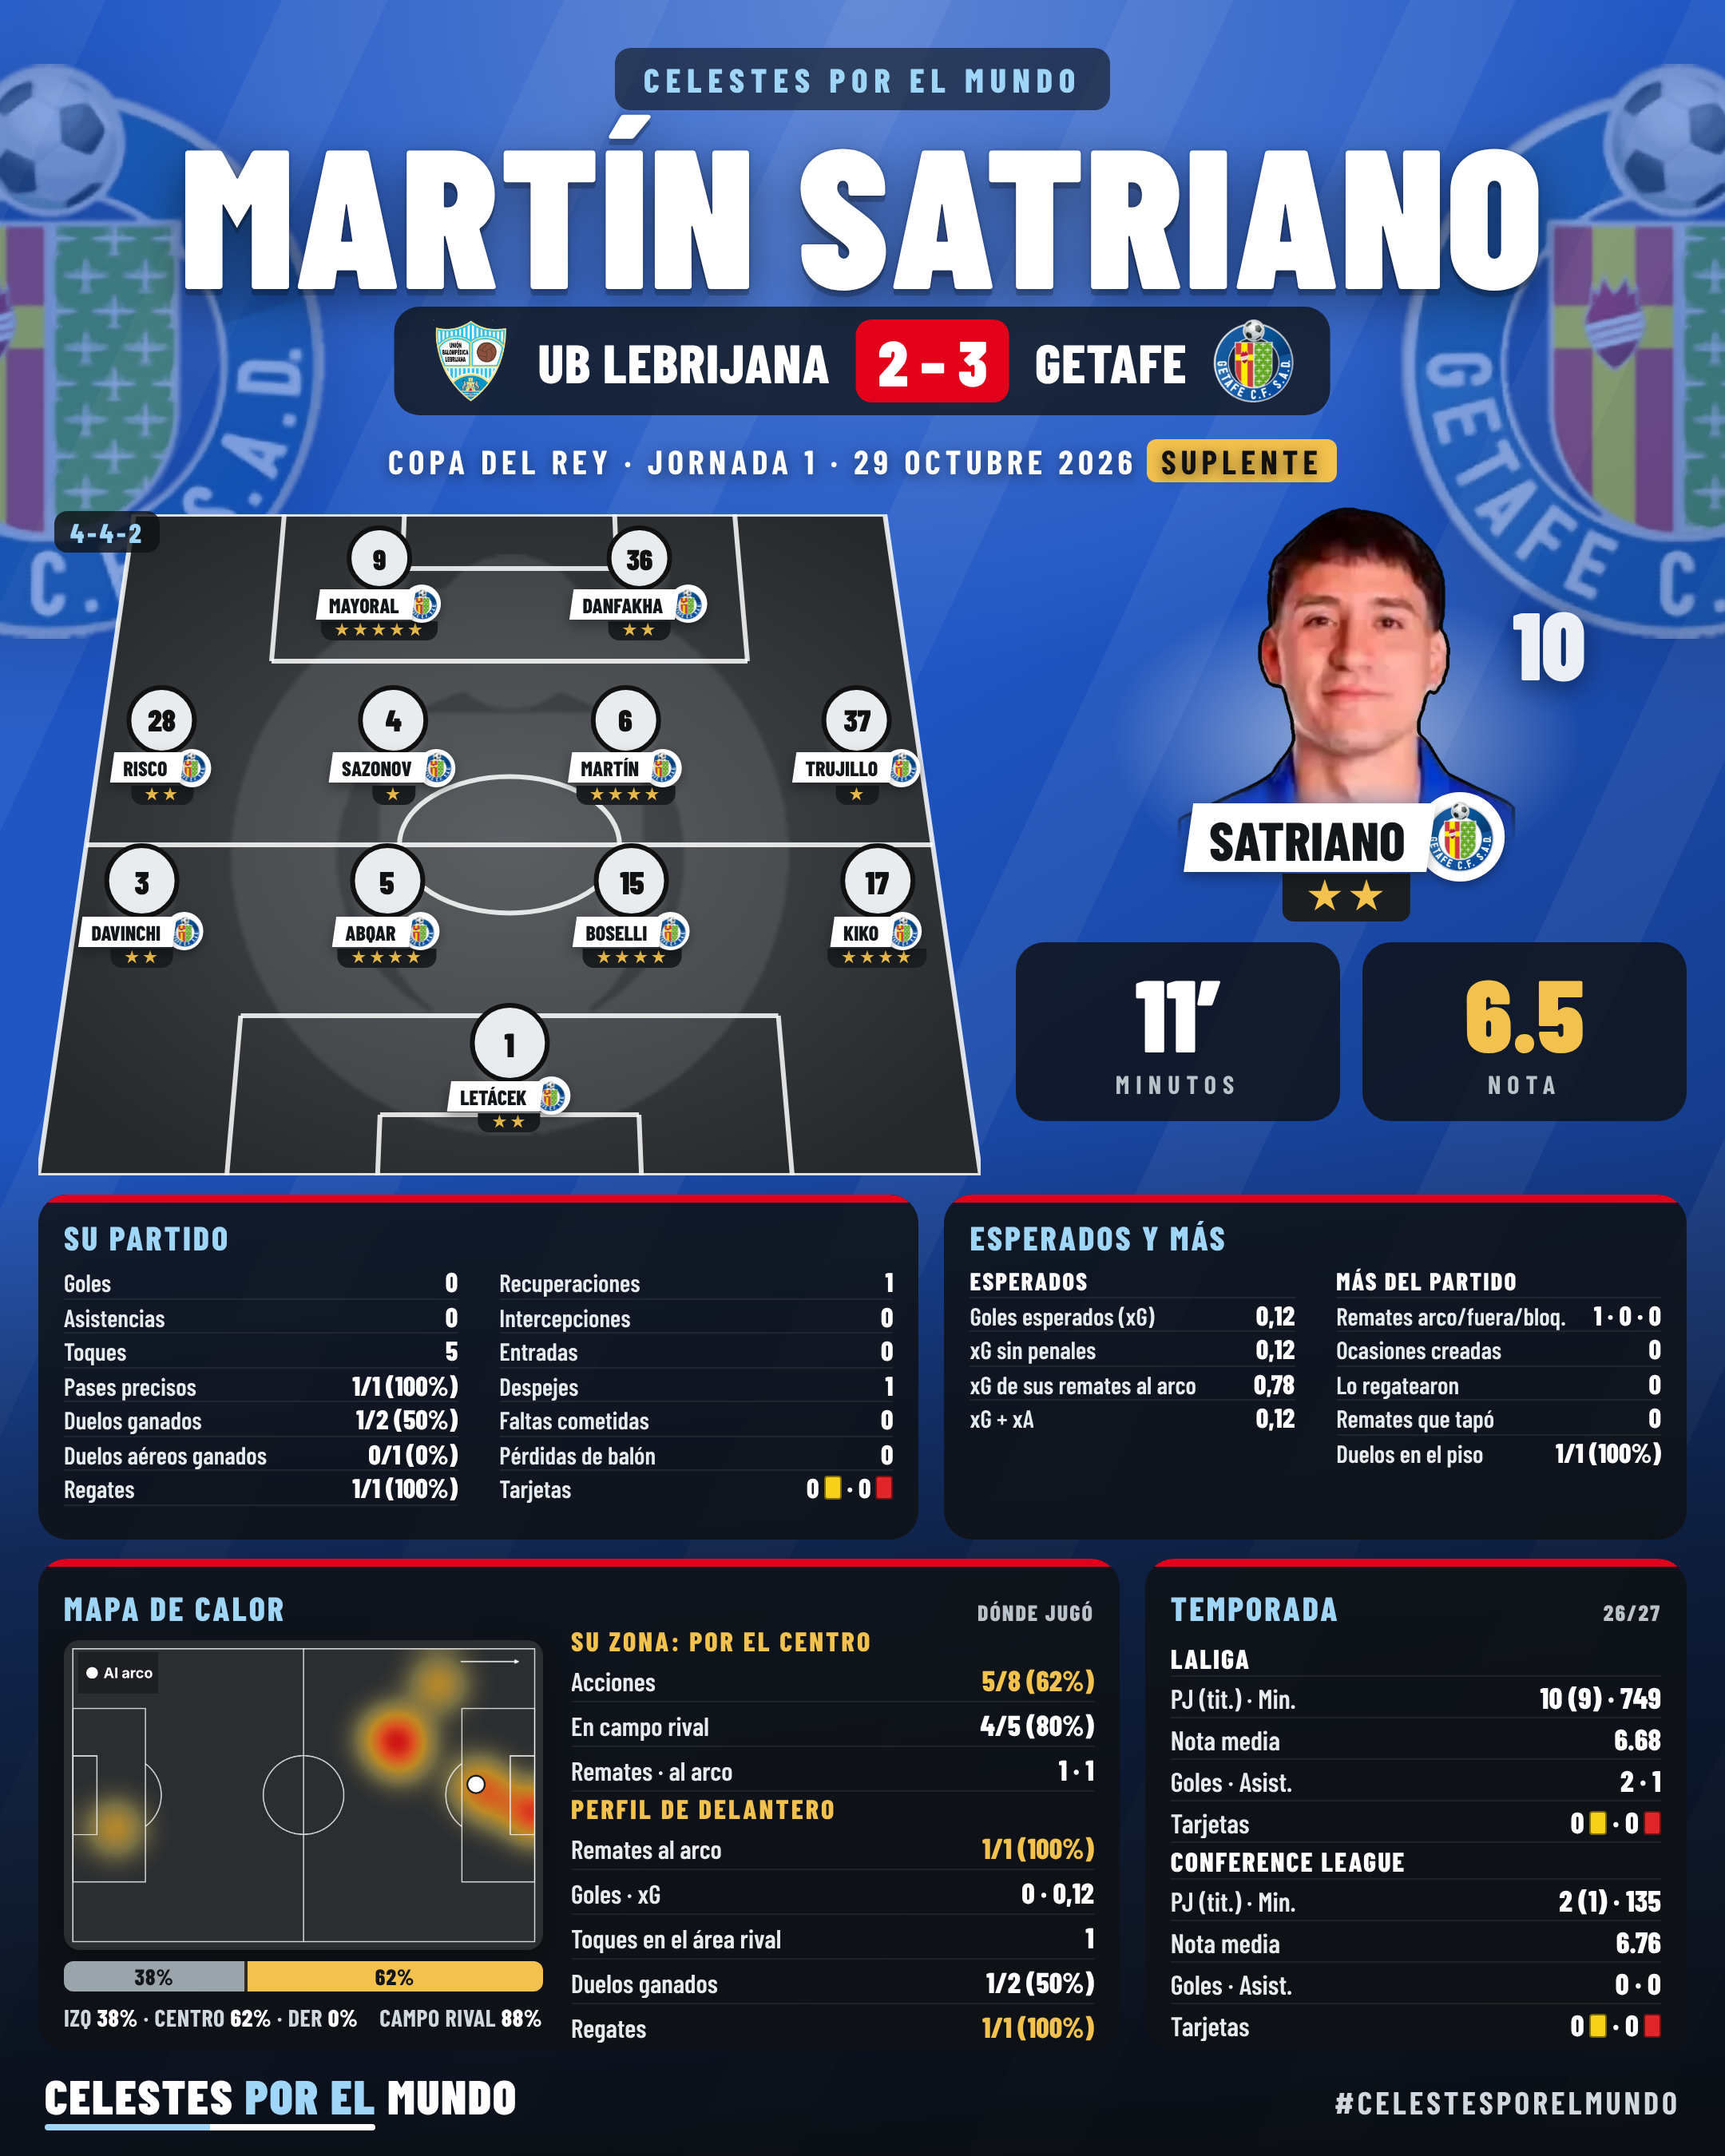 CELESTES POR EL MUNDO
MARTÍN SATRIANO
UB LEBRIJANA 2 - 3 GETAFE
COPA DEL REY · JORNADA 1 · 29 OCTUBRE 2026 SUPLENTE
4-4-2
9 36
MAYORAL DANFAKHA
28 4 6 37
RISCO SAZONOV MARTÍN TRUJILLO
3 5 15 17
DAVINCHI ABQAR BOSELLI KIKO
1
LETÁCEK
10
SATRIANO
11’ 6.5
MINUTOS NOTA
SU PARTIDO
Goles 0
Asistencias 0
Toques 5
Pases precisos 1/1 (100%)
Duelos ganados 1/2 (50%)
Duelos aéreos ganados 0/1 (0%)
Regates 1/1 (100%)
Recuperaciones 1
Intercepciones 0
Entradas 0
Despejes 1
Faltas cometidas 0
Pérdidas de balón 0
Tarjetas 0 · 0
ESPERADOS Y MÁS
ESPERADOS
Goles esperados (xG) 0,12
xG sin penales 0,12
xG de sus remates al arco 0,78
xG + xA 0,12
MÁS DEL PARTIDO
Remates arco/fuera/bloq. 1 · 0 · 0
Ocasiones creadas 0
Lo regatearon 0
Remates que tapó 0
Duelos en el piso 1/1 (100%)
MAPA DE CALOR DÓNDE JUGÓ
Al arco
38% 62%
IZQ 38% · CENTRO 62% · DER 0% CAMPO RIVAL 88%
SU ZONA: POR EL CENTRO
Acciones 5/8 (62%)
En campo rival 4/5 (80%)
Remates · al arco 1 · 1
PERFIL DE DELANTERO
Remates al arco 1/1 (100%)
Goles · xG 0 · 0,12
Toques en el área rival 1
Duelos ganados 1/2 (50%)
Regates 1/1 (100%)
TEMPORADA 26/27
LALIGA
PJ (tit.) · Min. 10 (9) · 749
Nota media 6.68
Goles · Asist. 2 · 1
Tarjetas 0 · 0
CONFERENCE LEAGUE
PJ (tit.) · Min. 2 (1) · 135
Nota media 6.76
Goles · Asist. 0 · 0
Tarjetas 0 · 0
CELESTES POR EL MUNDO
#CELESTESPORELMUNDO